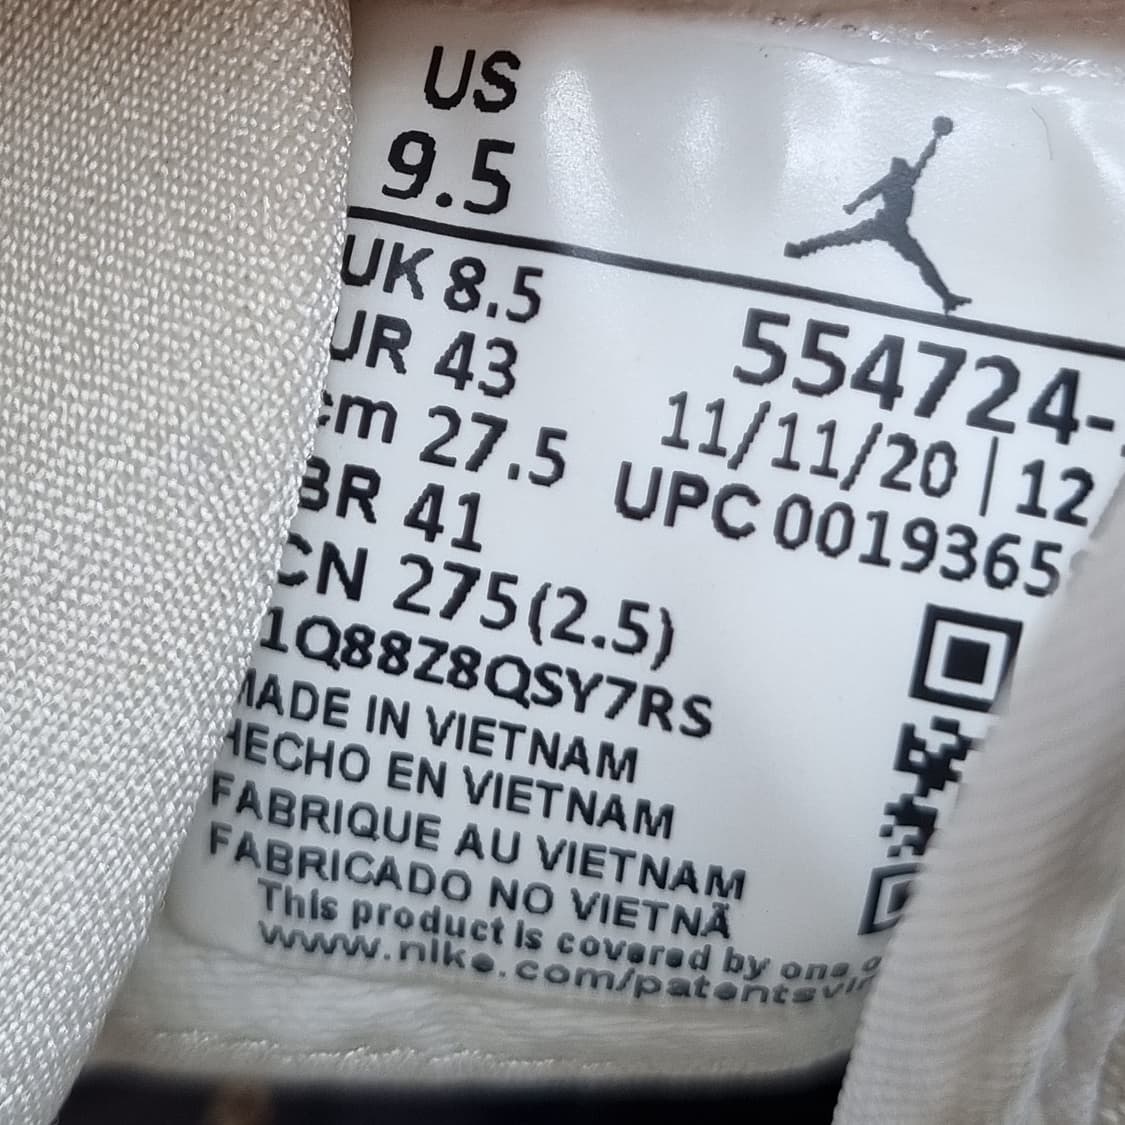 US
9.5
UK 8.5
UR 43
cm 27.5
BR 41
CN 275(2.5)
1Q88Z8QSY7RS
554724-
11/11/20 | 12
UPC 0019365
MADE IN VIETNAM
HECHO EN VIETNAM
FABRIQUE AU VIETNAM
FABRICADO NO VIETNÃ
This product is covered by one o
www.nike.com/patentsvi